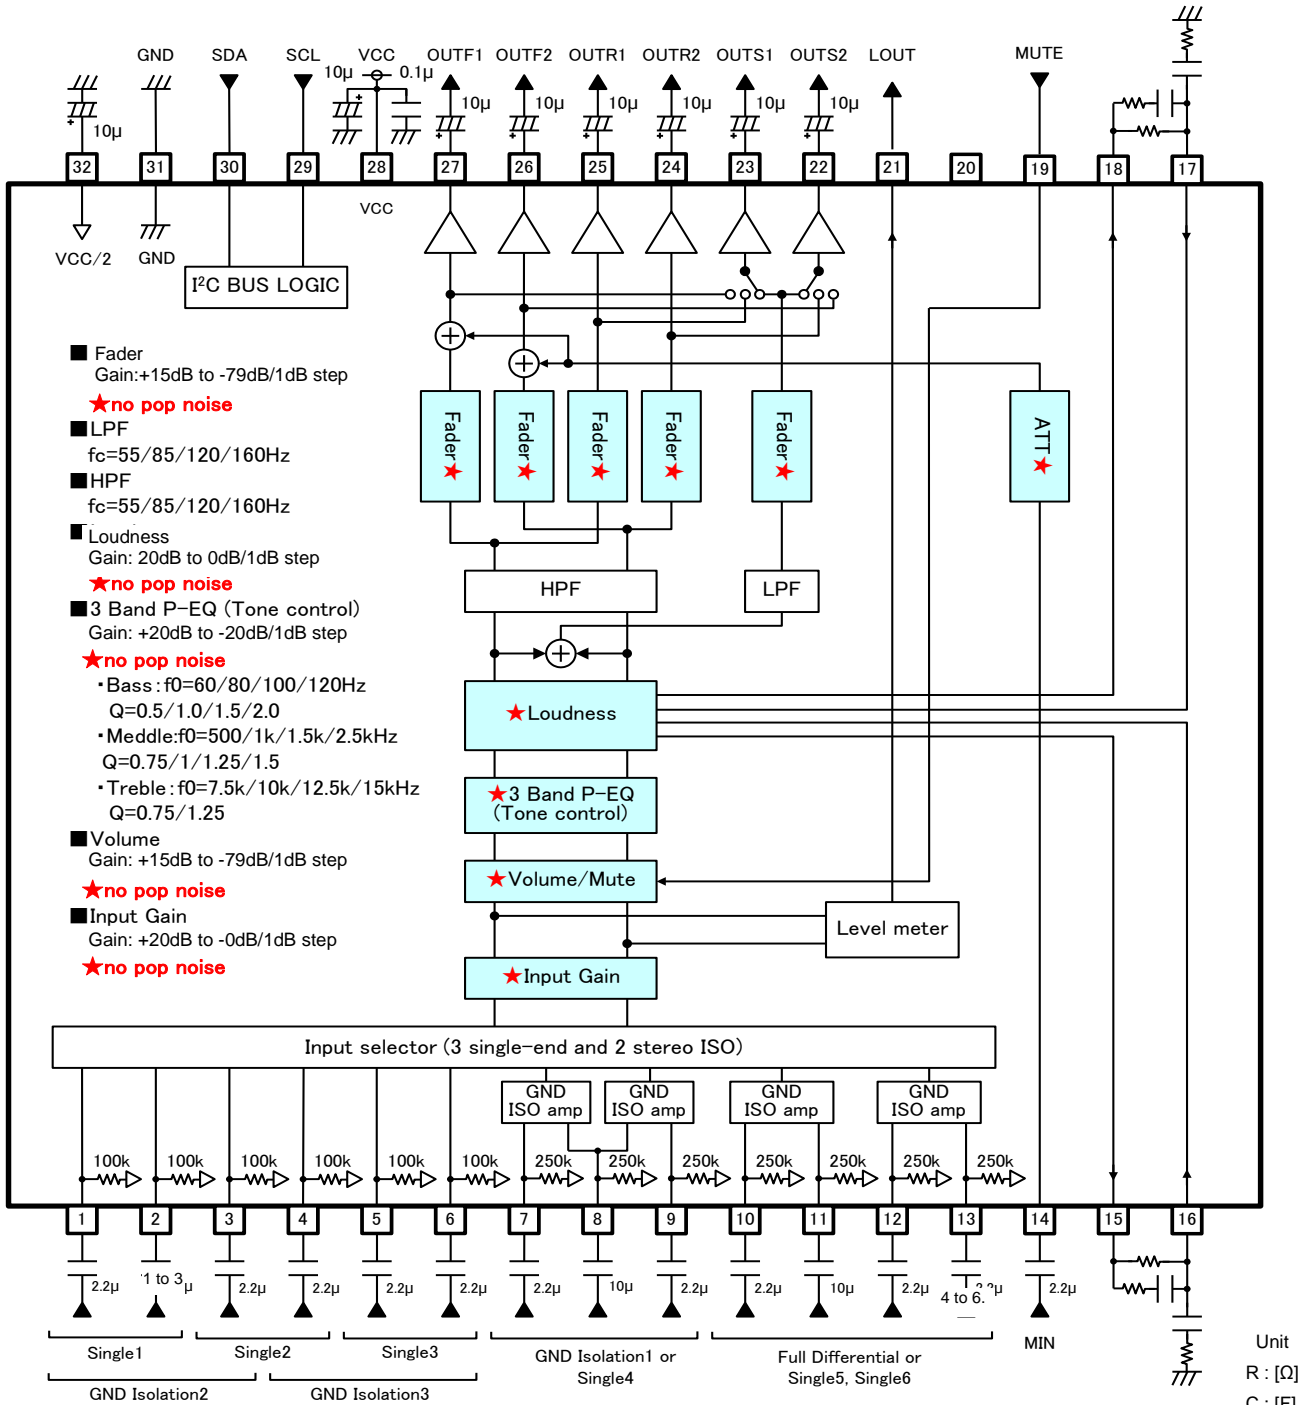 GND SDA SCL VCC OUTF1 OUTF2 OUTR1 OUTR2 OUTS1 OUTS2 LOUT MUTE
10μ 0.1μ
10μ 10μ 10μ 10μ 10μ 10μ 10μ
32 31 30 29 28 27 26 25 24 23 22 21 20 19 18 17
VCC
VCC/2 GND
I²C BUS LOGIC
■ Fader
Gain:+15dB to -79dB/1dB step
★no pop noise
■LPF
fc=55/85/120/160Hz
■HPF
fc=55/85/120/160Hz
■ Loudness
Gain: 20dB to 0dB/1dB step
★no pop noise
■3 Band P-EQ (Tone control)
Gain: +20dB to -20dB/1dB step
★no pop noise
・Bass:f0=60/80/100/120Hz
Q=0.5/1.0/1.5/2.0
・Meddle:f0=500/1k/1.5k/2.5kHz
Q=0.75/1/1.25/1.5
・Treble:f0=7.5k/10k/12.5k/15kHz
Q=0.75/1.25
■Volume
Gain: +15dB to -79dB/1dB step
★no pop noise
■Input Gain
Gain: +20dB to -0dB/1dB step
★no pop noise
Fader★ Fader★ Fader★ Fader★ Fader★ ATT★
HPF LPF
★Loudness
★3 Band P-EQ
(Tone control)
★Volume/Mute
Level meter
★Input Gain
Input selector (3 single-end and 2 stereo ISO)
GND
ISO amp
GND
ISO amp
GND
ISO amp
GND
ISO amp
100k 100k 100k 100k 100k 100k 250k 250k 250k 250k 250k 250k 250k
1 2 3 4 5 6 7 8 9 10 11 12 13 14 15 16
2.2μ 1 to 3 μ 2.2μ 2.2μ 2.2μ 2.2μ 2.2μ 10μ 2.2μ 2.2μ 10μ 2.2μ 4 to 6. 2.2μ
MIN
Single1 Single2 Single3
GND Isolation2 GND Isolation3
GND Isolation1 or
Single4
Full Differential or
Single5, Single6
Unit
R : [Ω]
C : [F]